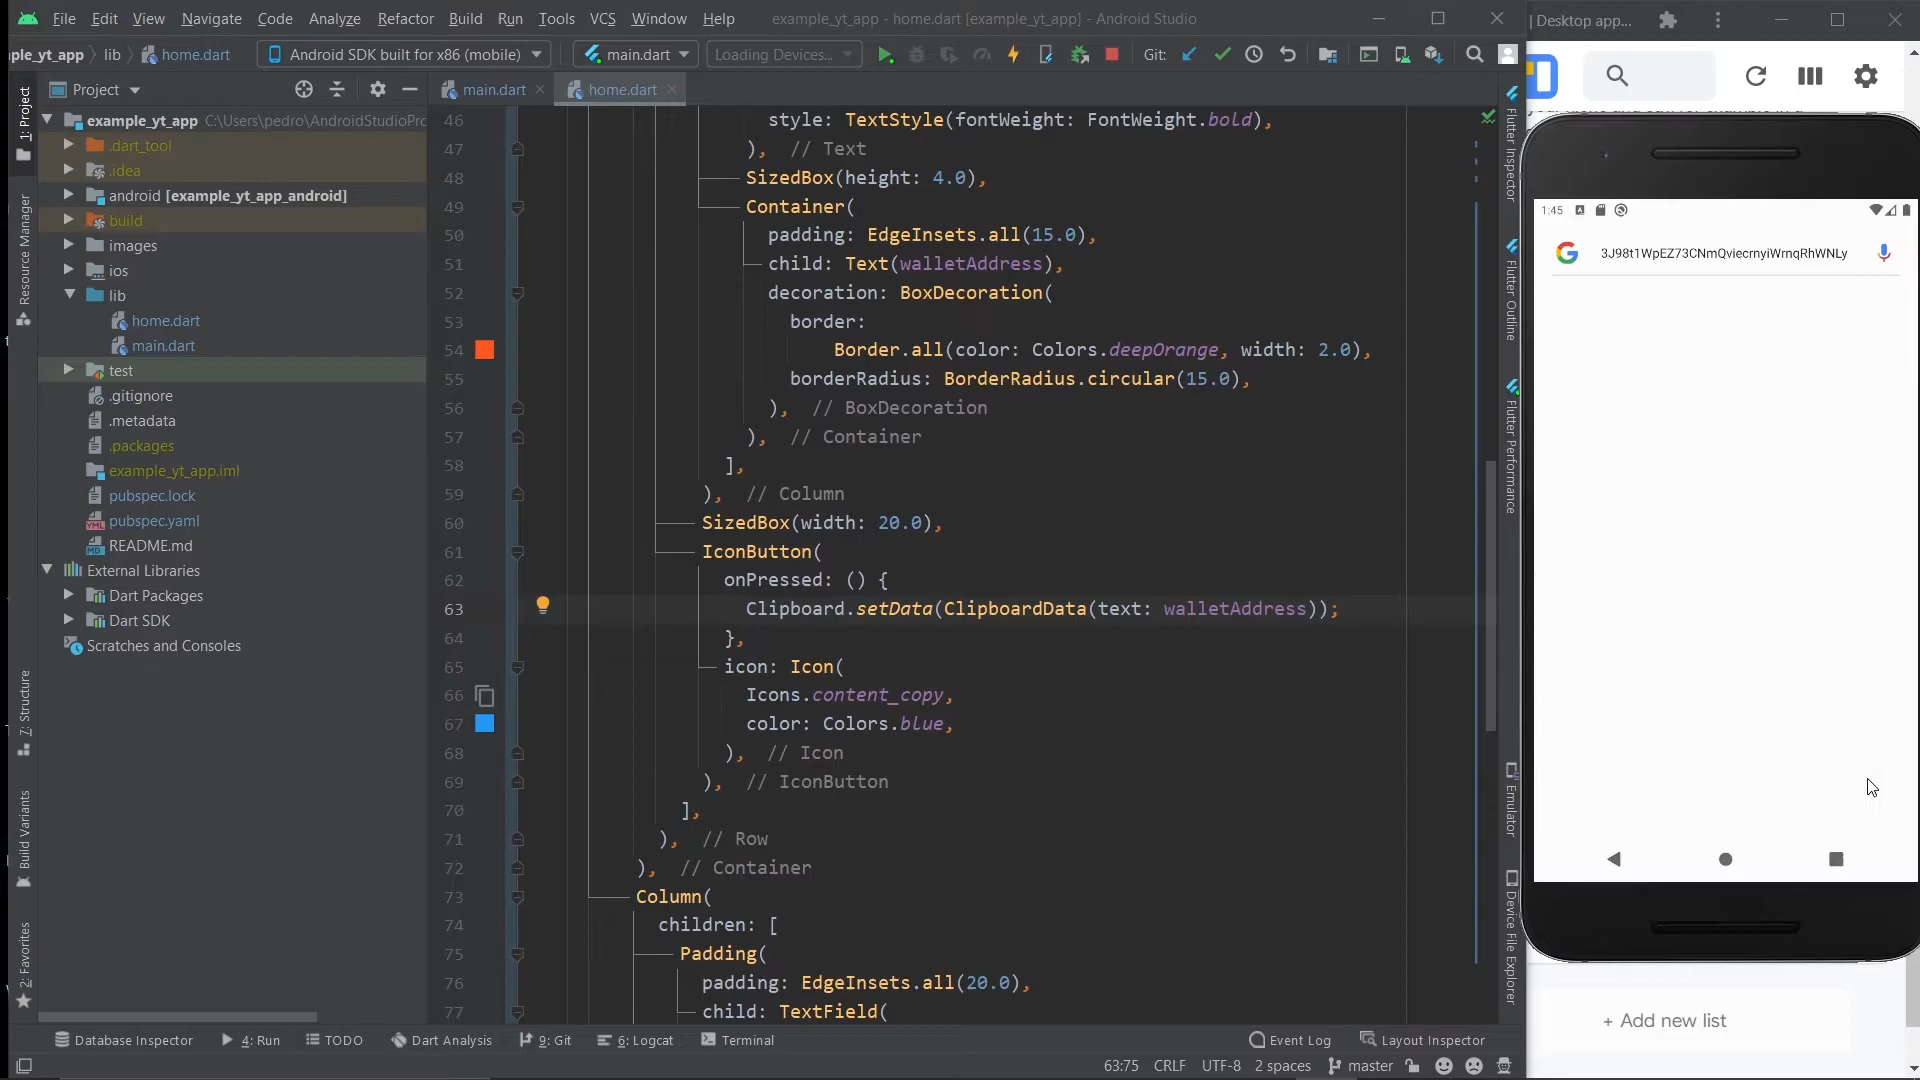 File Edit View Navigate Code Analyze Refactor Build Run Tools VCS Window Help example_yt_app - home.dart [example_yt_app] - Android Studio
| Desktop app...
ple_yt_app lib home.dart Android SDK built for x86 (mobile) main.dart Loading Devices... Git:
Project
main.dart home.dart
1: Project
Resource Manager
7: Structure
Build Variants
2: Favorites
example_yt_app C:\Users\pedro\AndroidStudioPro
.dart_tool
.idea
android [example_yt_app_android]
build
images
ios
lib
home.dart
main.dart
test
.gitignore
.metadata
.packages
example_yt_app.iml
pubspec.lock
pubspec.yaml
README.md
External Libraries
Dart Packages
Dart SDK
Scratches and Consoles
46 style: TextStyle(fontWeight: FontWeight.bold),
47 ), // Text
48 SizedBox(height: 4.0),
49 Container(
50 padding: EdgeInsets.all(15.0),
51 child: Text(walletAddress),
52 decoration: BoxDecoration(
53 border:
54 Border.all(color: Colors.deepOrange, width: 2.0),
55 borderRadius: BorderRadius.circular(15.0),
56 ), // BoxDecoration
57 ), // Container
58 ],
59 ), // Column
60 SizedBox(width: 20.0),
61 IconButton(
62 onPressed: () {
63 Clipboard.setData(ClipboardData(text: walletAddress));
64 },
65 icon: Icon(
66 Icons.content_copy,
67 color: Colors.blue,
68 ), // Icon
69 ), // IconButton
70 ],
71 ), // Row
72 ), // Container
73 Column(
74 children: [
75 Padding(
76 padding: EdgeInsets.all(20.0),
77 child: TextField(
Flutter Inspector
Flutter Outline
Flutter Performance
Emulator
Device File Explorer
1:45
3J98t1WpEZ73CNmQviecrnyiWrnqRhWNLy
+ Add new list
Database Inspector 4: Run TODO Dart Analysis 9: Git 6: Logcat Terminal Event Log Layout Inspector
63:75 CRLF UTF-8 2 spaces master